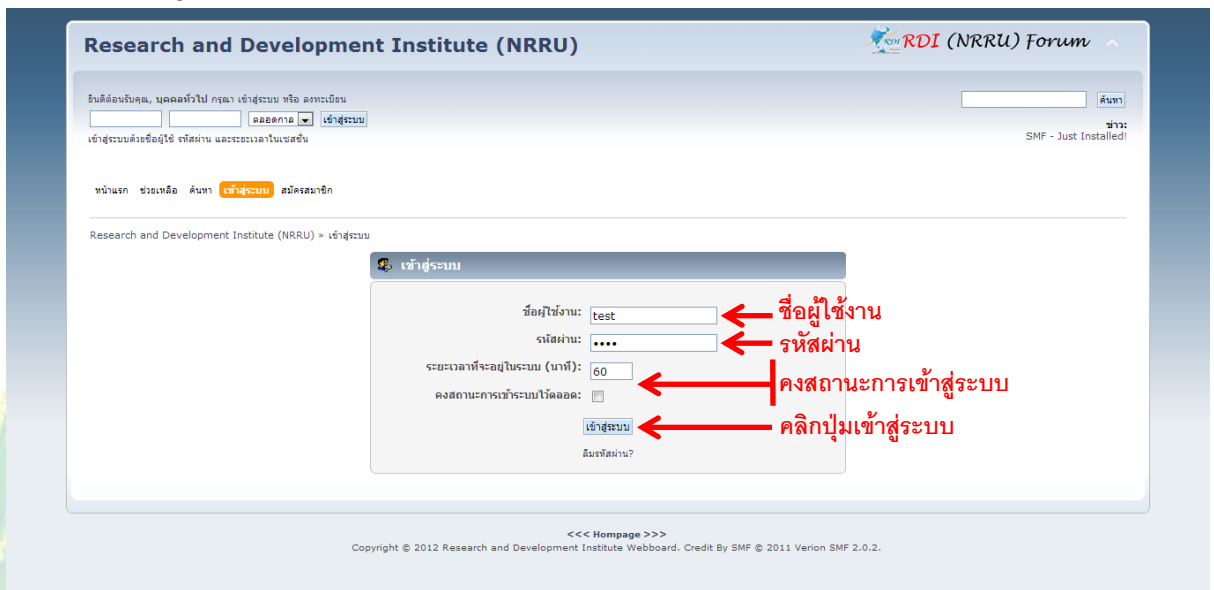 Research and Development Institute (NRRU)
RDI (NRRU) Forum
ยินดีต้อนรับคุณ, บุคคลทั่วไป กรุณา เข้าสู่ระบบ หรือ ลงทะเบียน
ตลอดกาล เข้าสู่ระบบ
เข้าสู่ระบบด้วยชื่อผู้ใช้ รหัสผ่าน และระยะเวลาในเซสชั่น
ค้นหา
ข่าว:
SMF - Just Installed!
หน้าแรก ช่วยเหลือ ค้นหา เข้าสู่ระบบ สมัครสมาชิก
Research and Development Institute (NRRU) » เข้าสู่ระบบ
เข้าสู่ระบบ
ชื่อผู้ใช้งาน: test ชื่อผู้ใช้งาน
รหัสผ่าน: •••• รหัสผ่าน
ระยะเวลาที่จะอยู่ในระบบ (นาที): 60
คงสถานะการเข้าสู่ระบบ
คงสถานะการเข้าระบบไว้ตลอด:
เข้าสู่ระบบ คลิกปุ่มเข้าสู่ระบบ
ลืมรหัสผ่าน?
<<< Hompage >>>
Copyright © 2012 Research and Development Institute Webboard. Credit By SMF © 2011 Verion SMF 2.0.2.